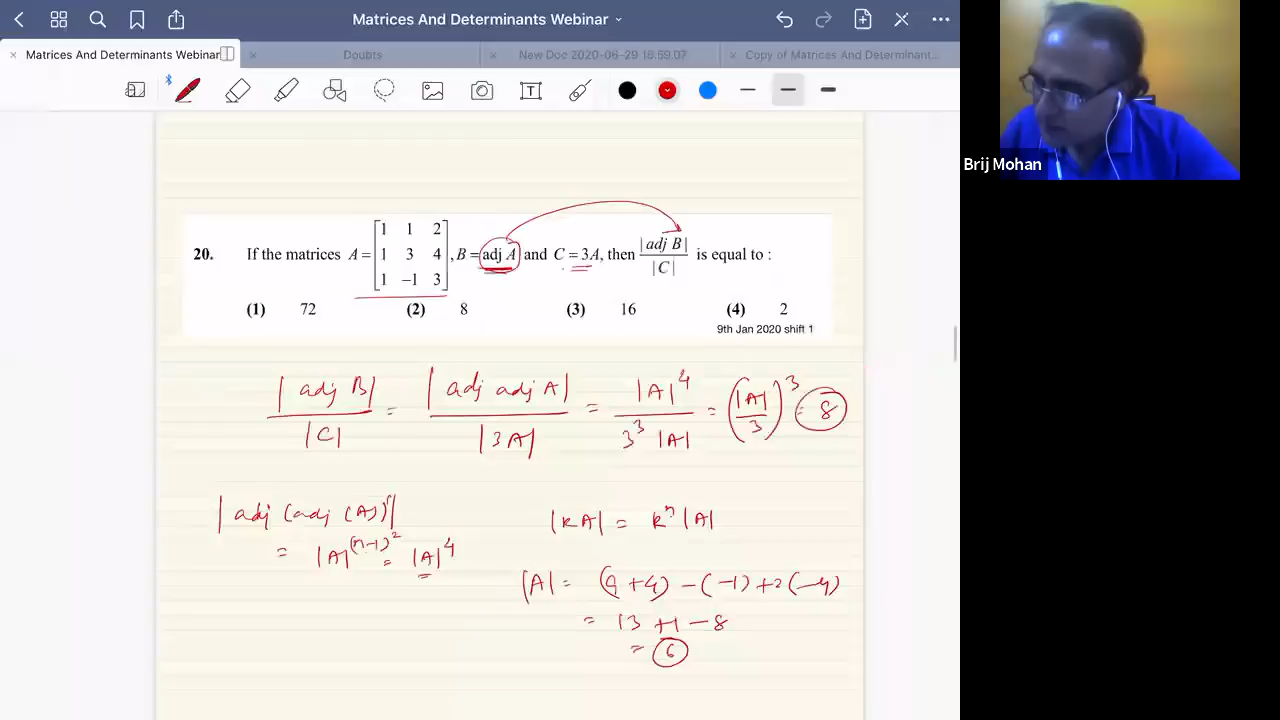 Matrices And Determinants Webinar
Matrices And Determinants Webinar
Doubts
New Doc 2020-06-29 16.59.07
Copy of Matrices And Determinant...
Brij Mohan
20. If the matrices A = [1 1 2; 1 3 4; 1 −1 3], B = adj A and C = 3A, then |adj B| / |C| is equal to :
(1) 72 (2) 8 (3) 16 (4) 2
9th Jan 2020 shift 1
|adj B| / |C| = |adj adj A| / |3A| = |A|^4 / 3^3 |A| = (|A|/3)^3 = 8
|adj (adj (A))|
= |A|^(n-1)^2 = |A|^4
|KA| = K^n |A|
|A| = (9+4) − (−1) + 2(−4)
= 13 +1 − 8
= 6